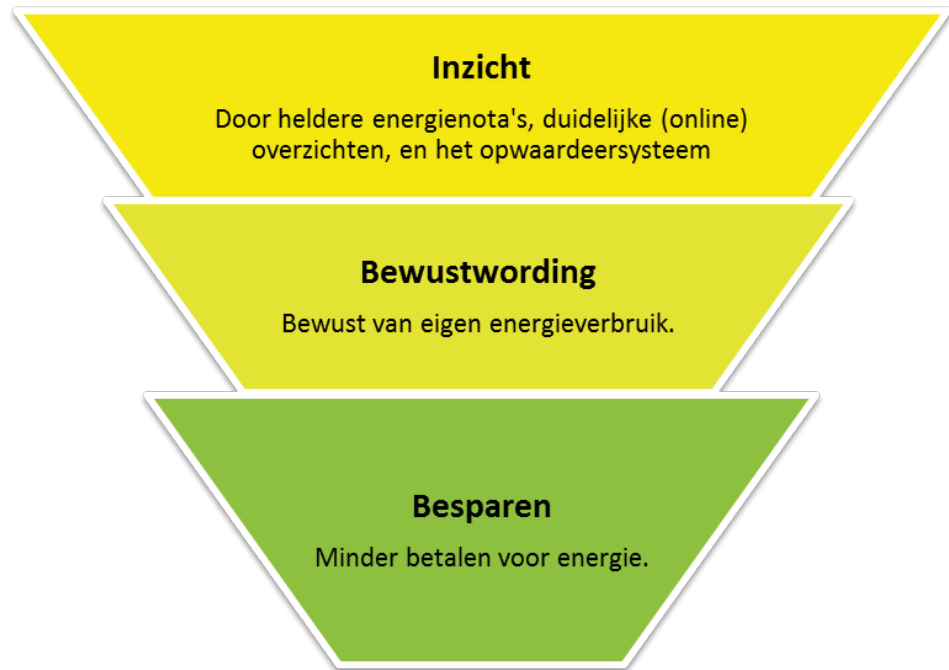 Inzicht
Door heldere energienota's, duidelijke (online)
overzichten, en het opwaardeersysteem
Bewustwording
Bewust van eigen energieverbruik.
Besparen
Minder betalen voor energie.